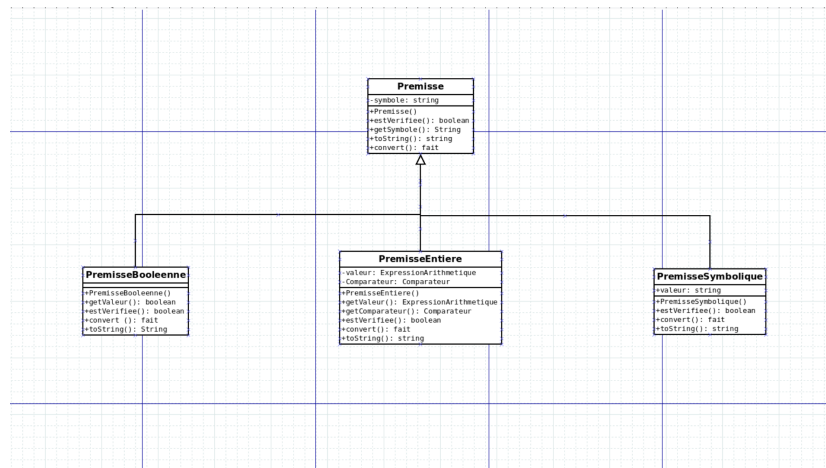 Premisse
-symbole: string
+Premisse()
+estVerifiee(): boolean
+getSymbole(): String
+toString(): string
+convert(): fait
PremisseBooleenne
+PremisseBooleenne()
+getValeur(): boolean
+estVerifiee(): boolean
+convert (): fait
+toString(): String
PremisseEntiere
-valeur: ExpressionArithmetique
-Comparateur: Comparateur
+PremisseEntiere()
+getValeur(): ExpressionArithmetique
+getComparateur(): Comparateur
+estVerifiee(): boolean
+convert(): fait
+toString(): string
PremisseSymbolique
+valeur: string
+PremisseSymbolique()
+estVerifiee(): boolean
+convert(): fait
+toString(): string